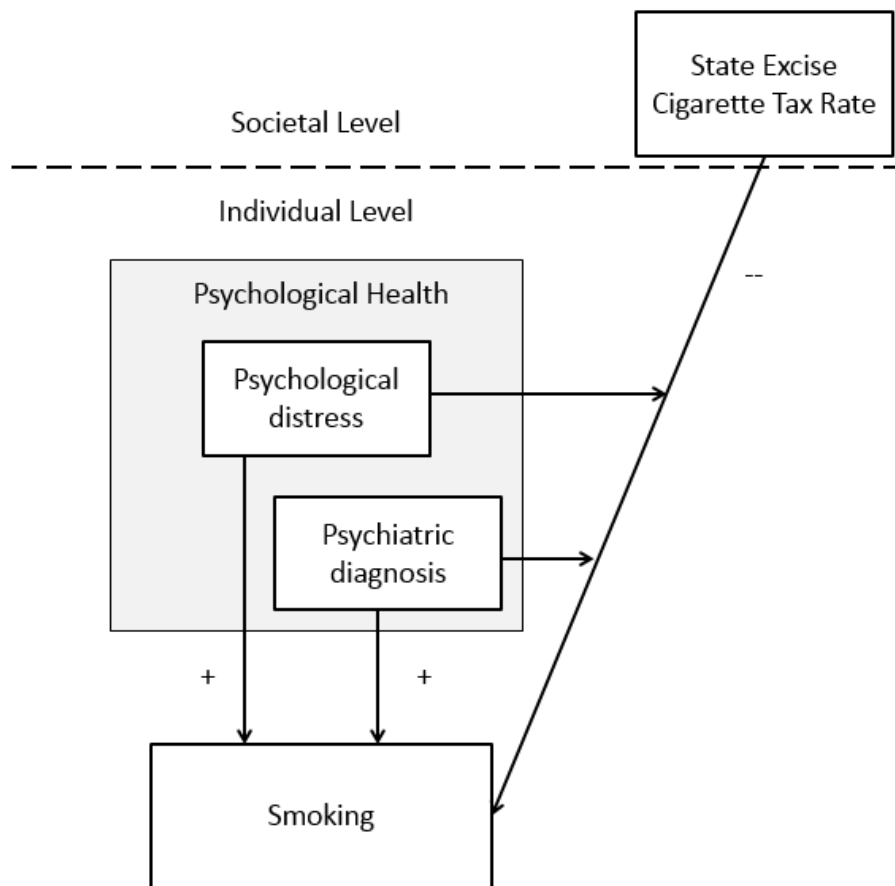 State Excise
Cigarette Tax Rate
Societal Level
Individual Level
--
Psychological Health
Psychological
distress
Psychiatric
diagnosis
+
+
Smoking